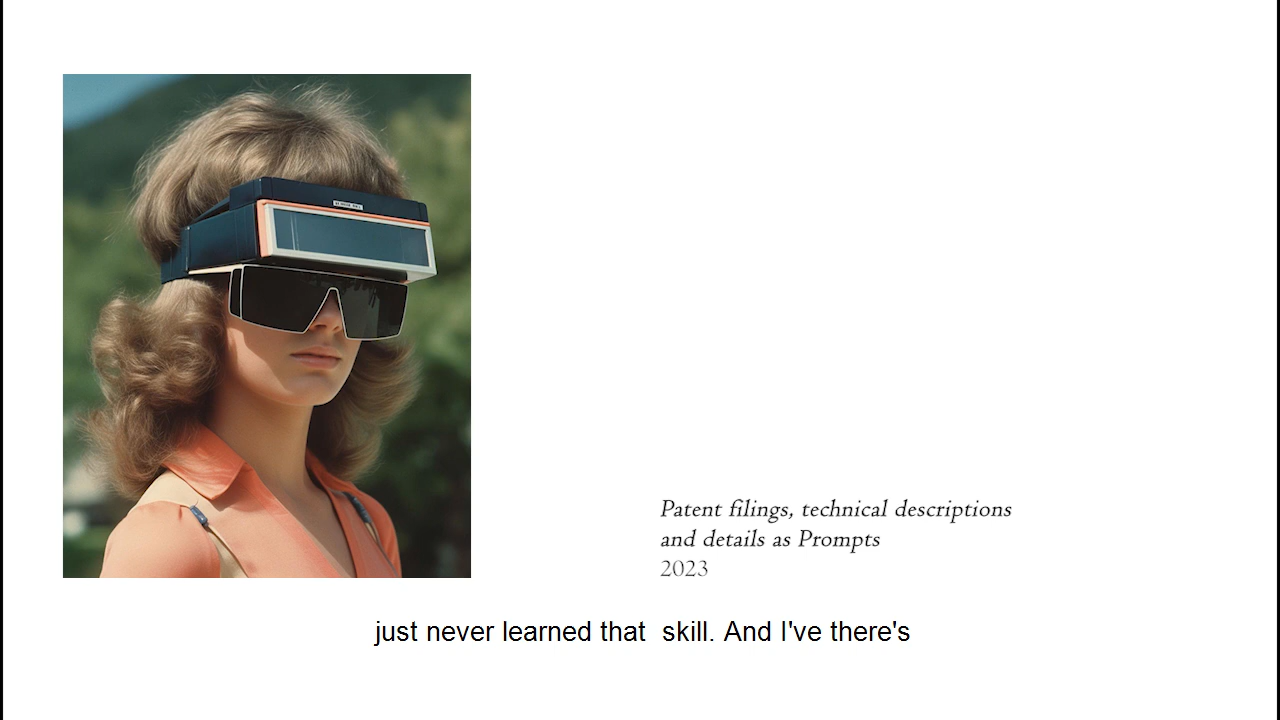 Patent filings, technical descriptions
and details as Prompts
2023
just never learned that  skill. And I've there's